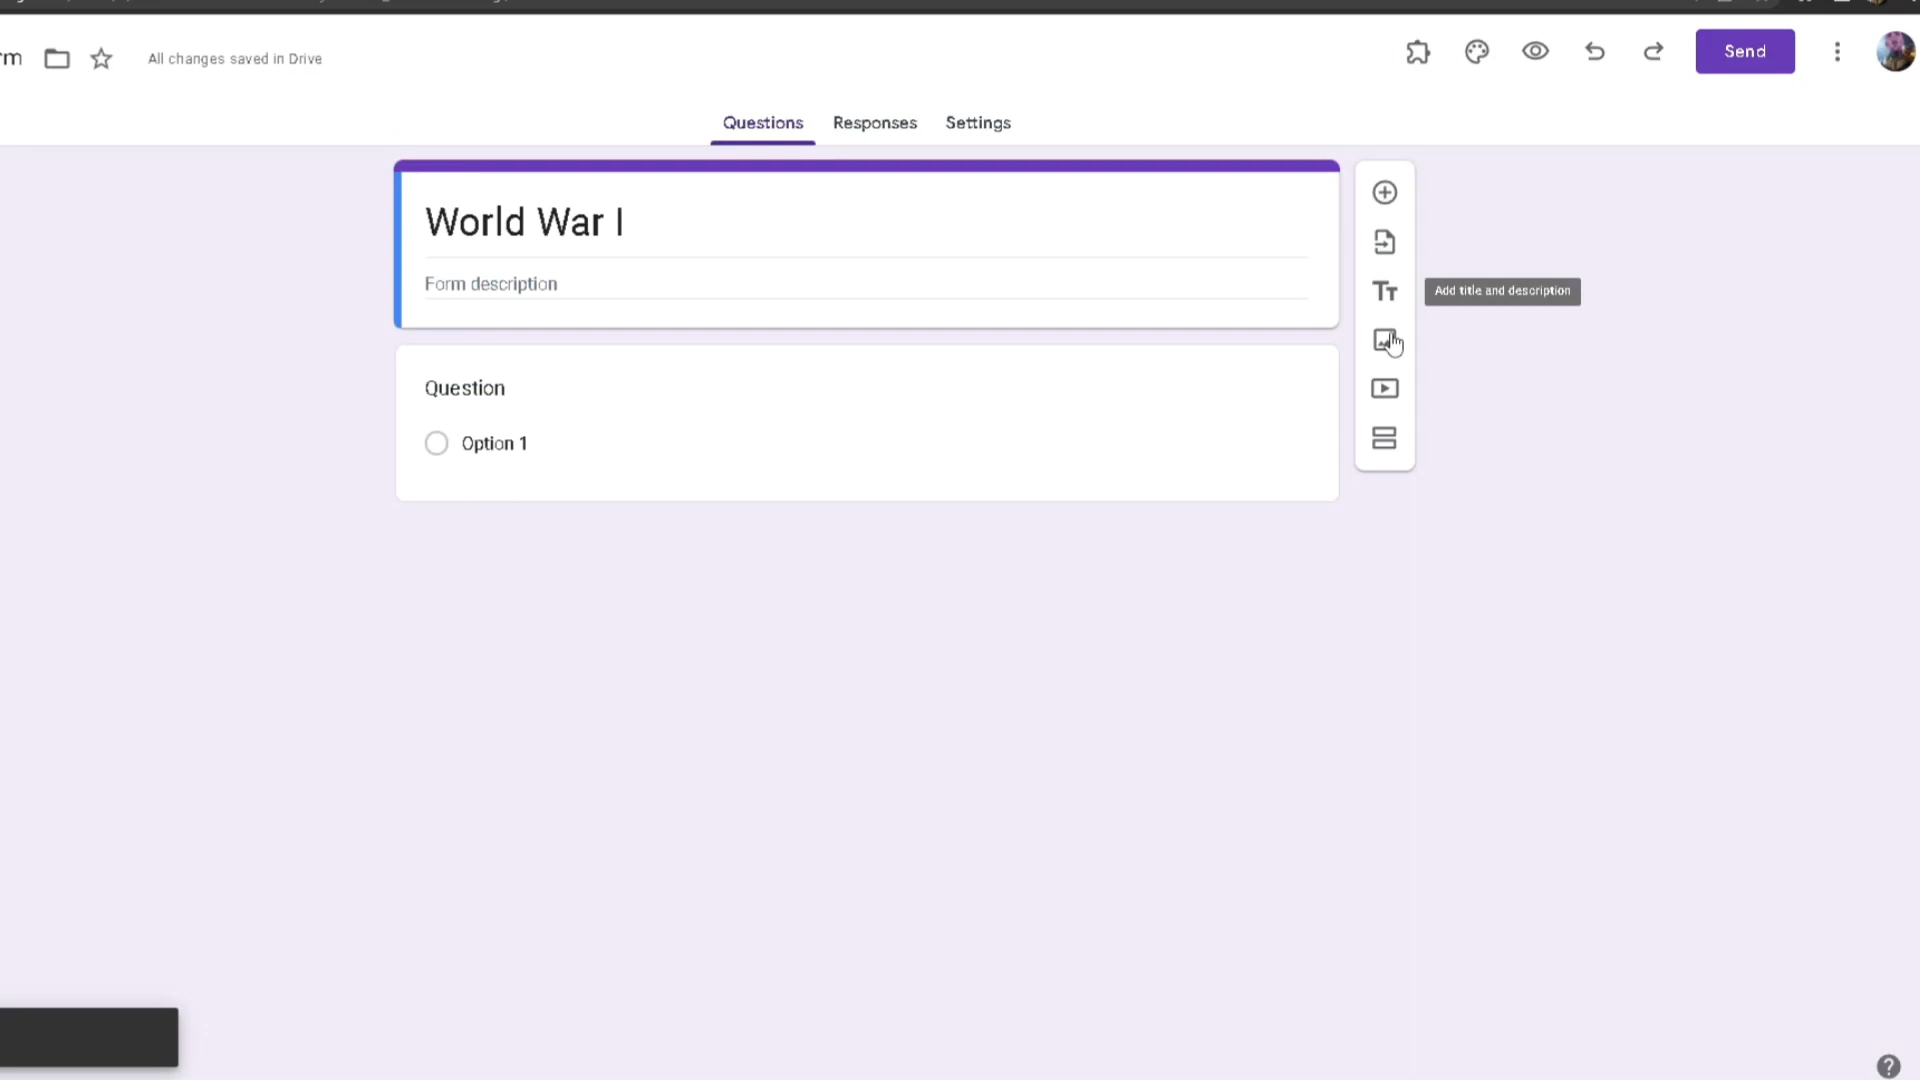 rm
All changes saved in Drive
Send
Questions Responses Settings
World War I
Form description
Add title and description
Question
Option 1